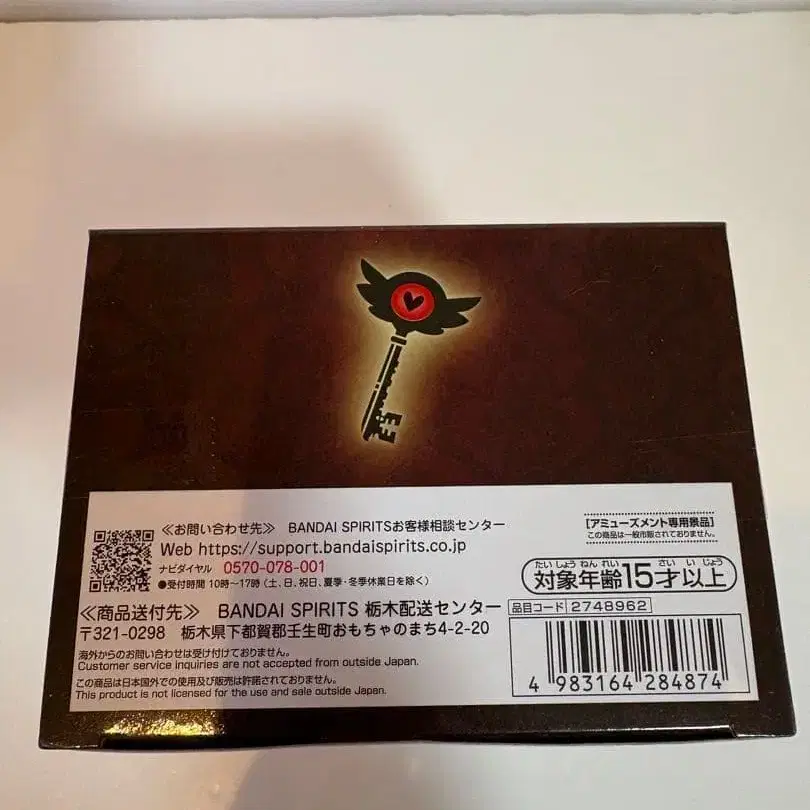 ≪お問い合わせ先≫ BANDAI SPIRITSお客様相談センター
Web https://support.bandaispirits.co.jp
ナビダイヤル 0570-078-001
●受付時間 10時〜17時（土、日、祝日、夏季・冬季休業日を除く）
≪商品送付先≫ BANDAI SPIRITS 栃木配送センター
〒321-0298 栃木県下都賀郡壬生町おもちゃのまち4-2-20
海外からのお問い合わせは受け付けておりません。
Customer service inquiries are not accepted from outside Japan.
この商品は日本国外での使用及び販売は許諾されておりません。
This product is not licensed for the use and sale outside Japan.
[アミューズメント専用景品]
この商品は一般市販されておりません。
たいしょうねんれい さい いじょう
対象年齢15才以上
品目コード 2748962
4 983164 284874